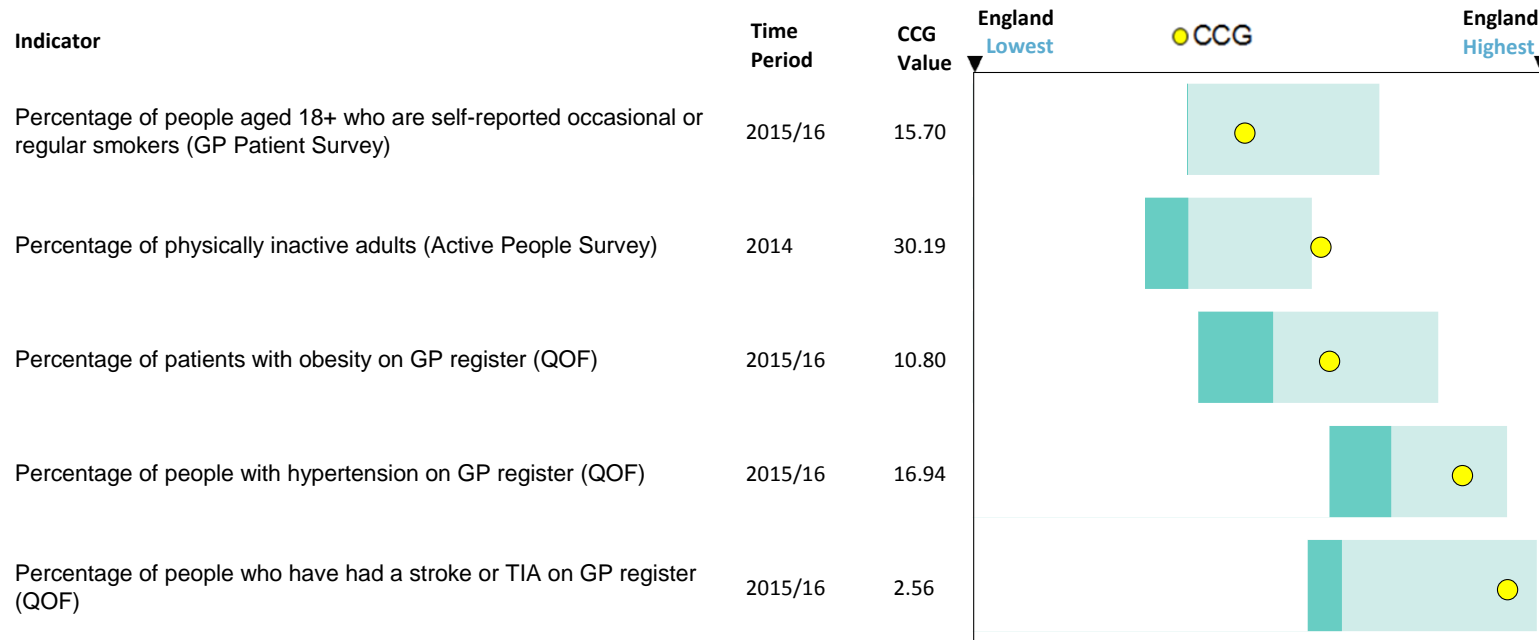 Indicator
Time
Period
CCG
Value
England
Lowest
CCG
England
Highest
Percentage of people aged 18+ who are self-reported occasional or
regular smokers (GP Patient Survey)
2015/16
15.70
Percentage of physically inactive adults (Active People Survey)
2014
30.19
Percentage of patients with obesity on GP register (QOF)
2015/16
10.80
Percentage of people with hypertension on GP register (QOF)
2015/16
16.94
Percentage of people who have had a stroke or TIA on GP register
(QOF)
2015/16
2.56